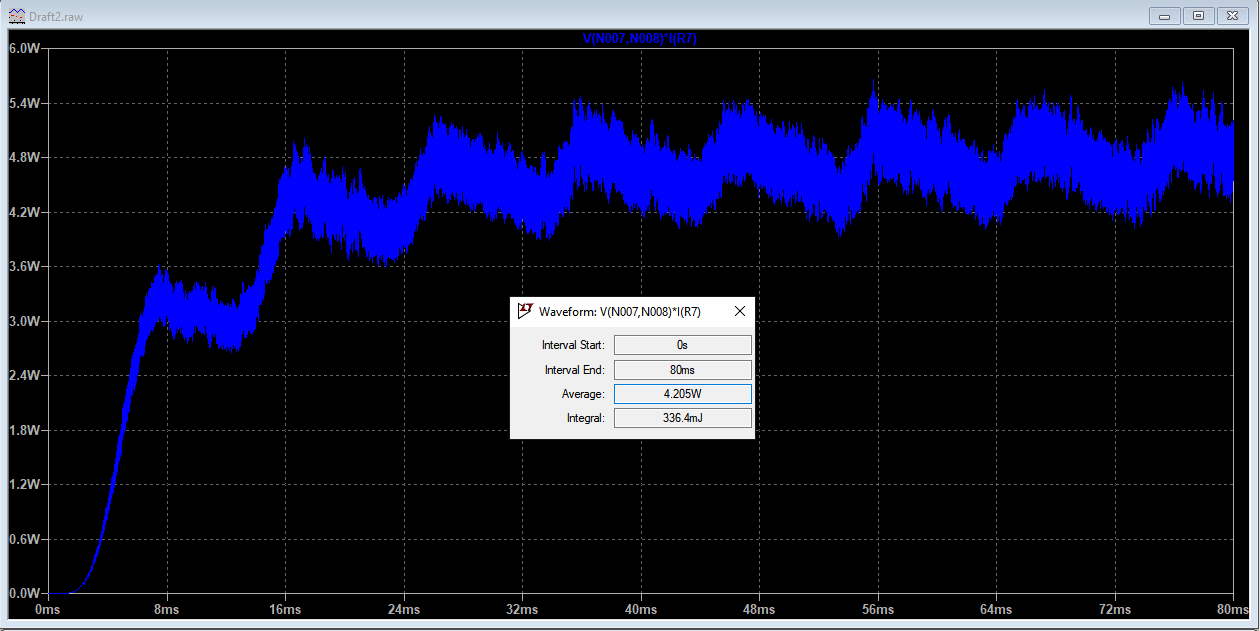 Draft2.raw
V(N007,N008)*I(R7)
6.0W
5.4W
4.8W
4.2W
3.6W
3.0W
2.4W
1.8W
1.2W
0.6W
0.0W
Waveform: V(N007,N008)*I(R7)
Interval Start: 0s
Interval End: 80ms
Average: 4.205W
Integral: 336.4mJ
0ms 8ms 16ms 24ms 32ms 40ms 48ms 56ms 64ms 72ms 80ms